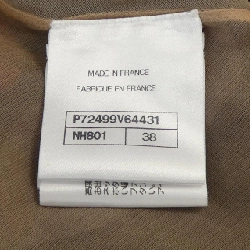 MADE IN FRANCE
FABRIQUE EN FRANCE
P72499V64431
NH801 38